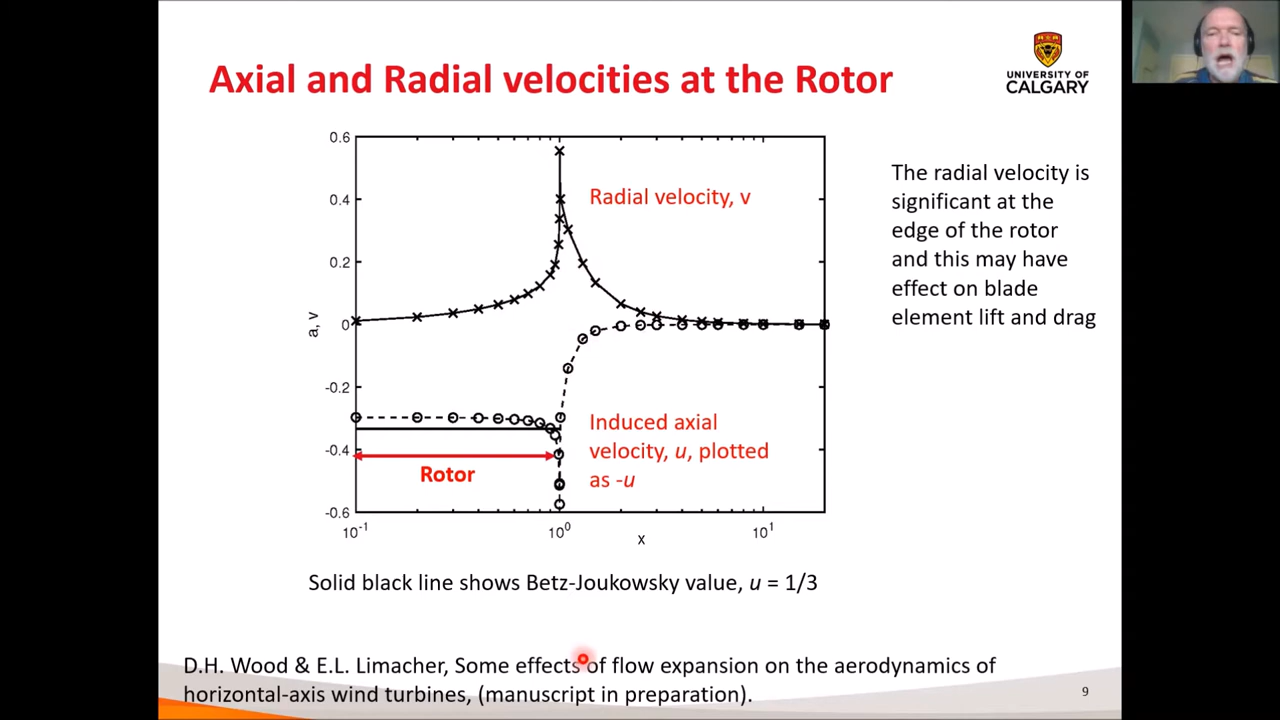 Axial and Radial velocities at the Rotor
UNIVERSITY OF
CALGARY
0.6
0.4
0.2
0
-0.2
-0.4
-0.6
a, v
10⁻¹
10⁰
10¹
x
Radial velocity, v
Induced axial
velocity, u, plotted
as -u
Rotor
The radial velocity is
significant at the
edge of the rotor
and this may have
effect on blade
element lift and drag
Solid black line shows Betz-Joukowsky value, u = 1/3
D.H. Wood & E.L. Limacher, Some effects of flow expansion on the aerodynamics of
horizontal-axis wind turbines, (manuscript in preparation).
9